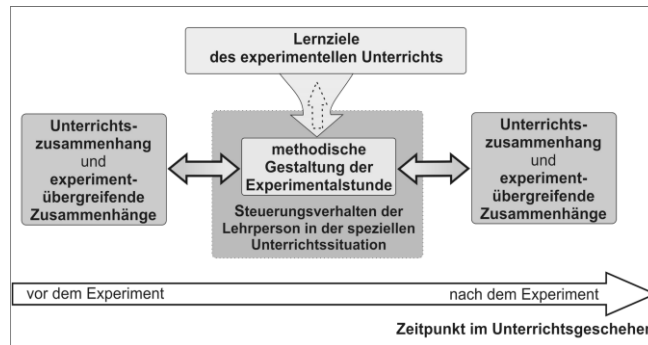 Lernziele
des experimentellen Unterrichts
Unterrichts-
zusammenhang
und
experiment-
übergreifende
Zusammenhänge
methodische
Gestaltung der
Experimentalstunde
Steuerungsverhalten der
Lehrperson in der speziellen
Unterrichtssituation
Unterrichts-
zusammenhang
und
experiment-
übergreifende
Zusammenhänge
vor dem Experiment
nach dem Experiment
Zeitpunkt im Unterrichtsgeschehen